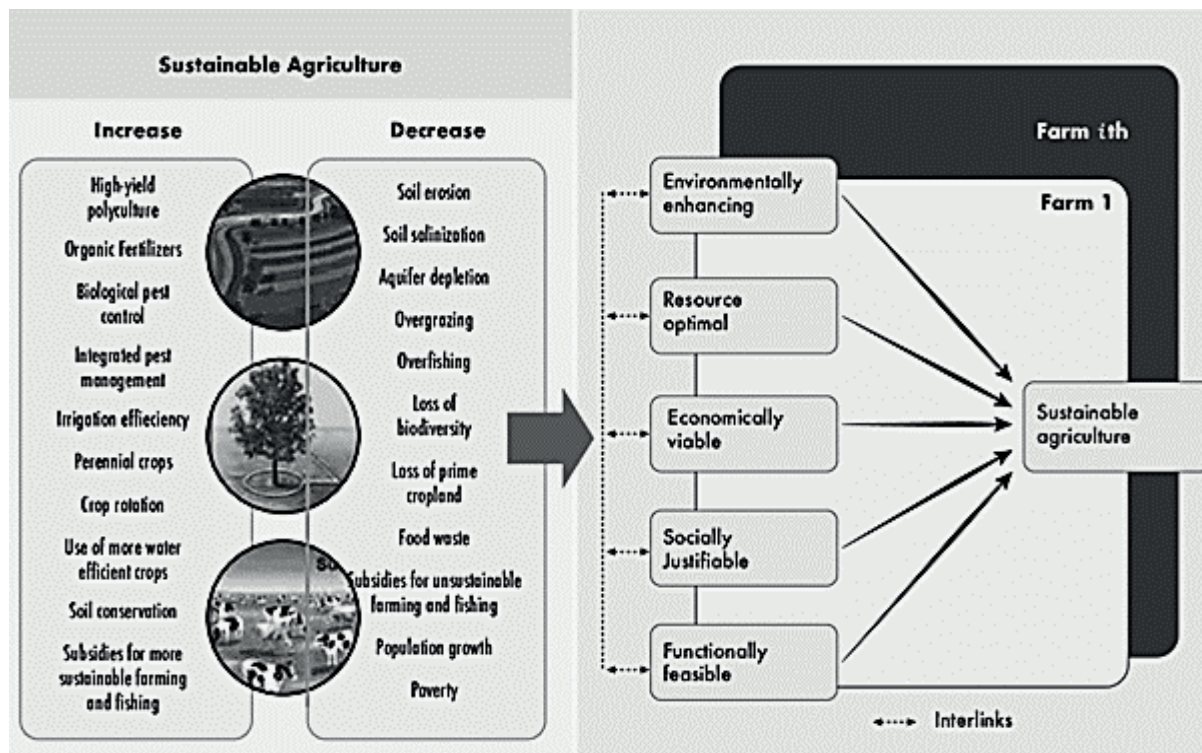 Sustainable Agriculture
Increase
High-yield
polyculture
Organic Fertilizers
Biological pest
control
Integrated pest
management
Irrigation effieciency
Perennial crops
Crop rotation
Use of more water
efficient crops
Soil conservation
Subsidies for more
sustainable farming
and fishing
Decrease
Soil erosion
Soil salinization
Aquifer depletion
Overgrazing
Overfishing
Loss of
biodiversity
Loss of prime
cropland
Food waste
Su
Subsidies for unsustainable
farming and fishing
Population growth
Poverty
Farm ith
Farm 1
Environmentally
enhancing
Resource
optimal
Economically
viable
Socially
Justifiable
Functionally
feasible
Sustainable
agriculture
Interlinks